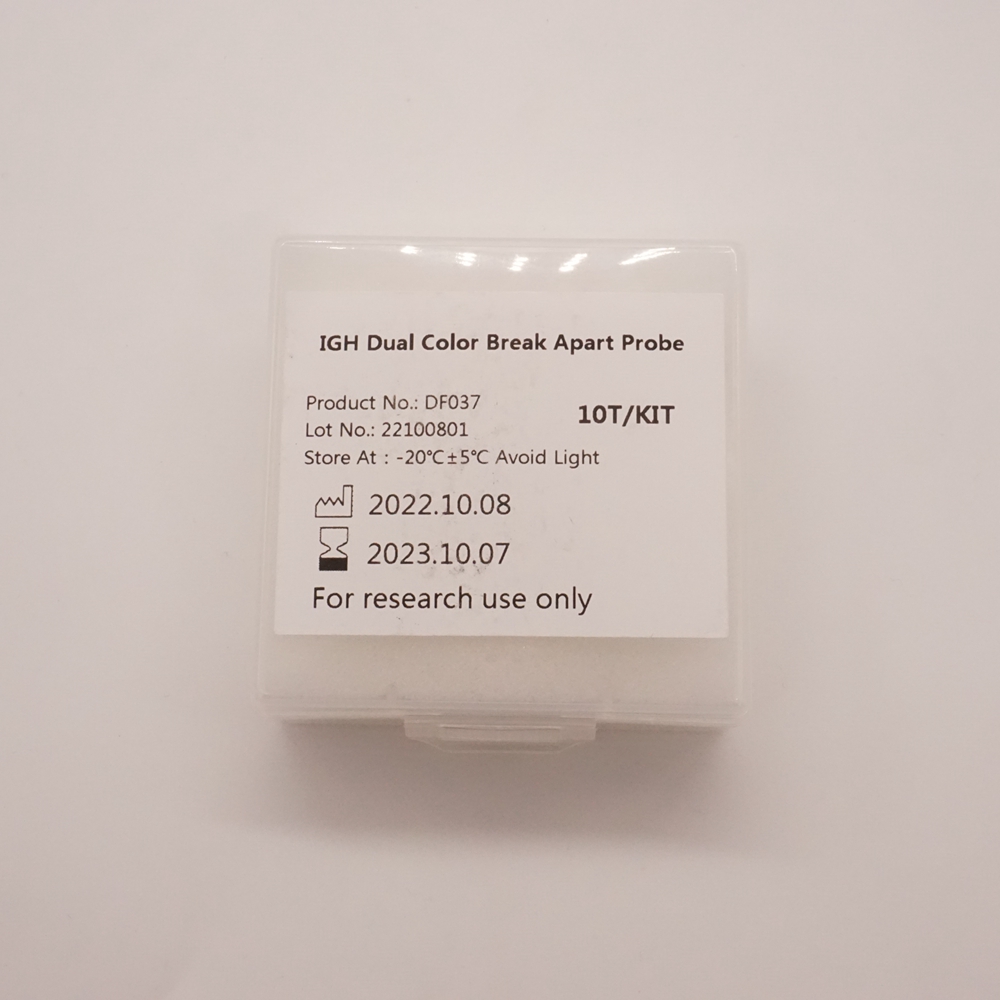 IGH Dual Color Break Apart Probe
Product No.: DF037
10T/KIT
Lot No.: 22100801
Store At : -20℃±5℃ Avoid Light
2022.10.08
2023.10.07
For research use only